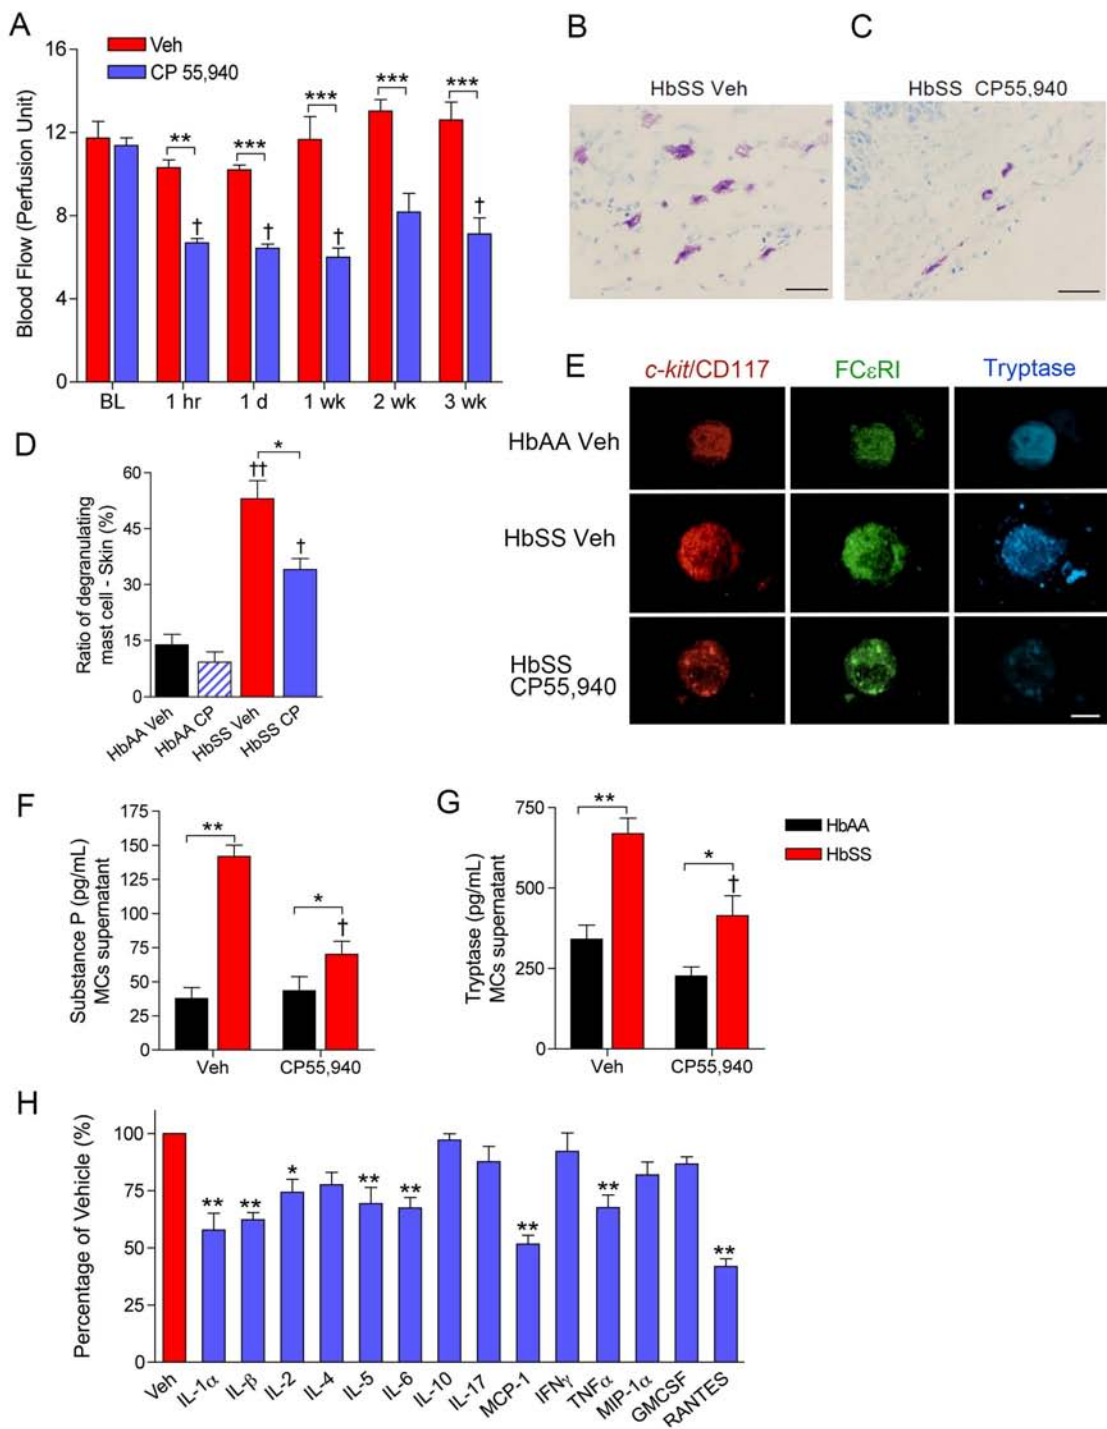 A
Veh
CP 55,940
Blood Flow (Perfusion Unit)
16
12
8
4
0
** *** *** *** ***
† † † †
BL 1 hr 1 d 1 wk 2 wk 3 wk
B
HbSS Veh
C
HbSS CP55,940
D
Ratio of degranulating
mast cell - Skin (%)
60
45
30
15
0
*
††
†
HbAA Veh
HbAA CP
HbSS Veh
HbSS CP
E
c-kit/CD117 FCεRI Tryptase
HbAA Veh
HbSS Veh
HbSS
CP55,940
F
Substance P (pg/mL)
MCs supernatant
175
150
125
100
75
50
25
0
**
*
†
Veh CP55,940
G
Tryptase (pg/mL)
MCs supernatant
750
500
250
0
**
*
†
Veh CP55,940
HbAA
HbSS
H
Percentage of Vehicle (%)
100
75
50
25
0
** ** * ** ** ** ** **
Veh
IL-1α
IL-β
IL-2
IL-4
IL-5
IL-6
IL-10
IL-17
MCP-1
IFNγ
TNFα
MIP-1α
GMCSF
RANTES